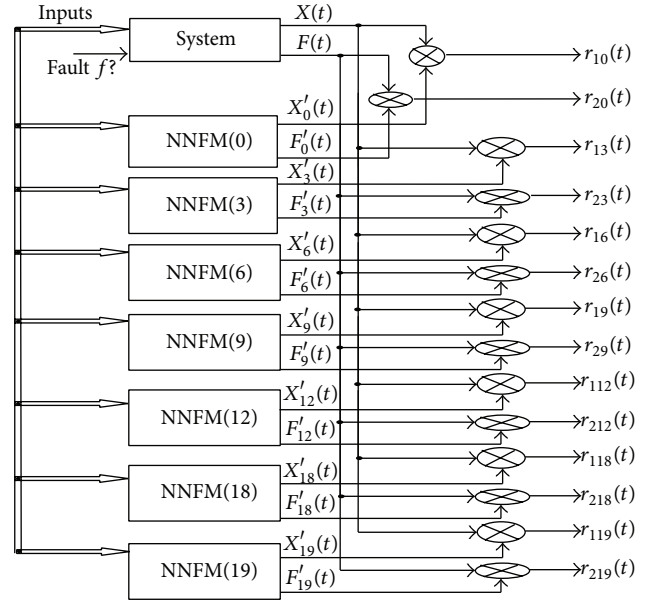 Inputs
X(t)
System
F(t)
Fault f?
r₁₀(t)
r₂₀(t)
X′₀(t)
NNFM(0)
F′₀(t)
r₁₃(t)
X′₃(t)
NNFM(3)
F′₃(t)
r₂₃(t)
r₁₆(t)
X′₆(t)
NNFM(6)
F′₆(t)
r₂₆(t)
r₁₉(t)
X′₉(t)
NNFM(9)
F′₉(t)
r₂₉(t)
r₁₁₂(t)
X′₁₂(t)
NNFM(12)
F′₁₂(t)
r₂₁₂(t)
r₁₁₈(t)
X′₁₈(t)
NNFM(18)
F′₁₈(t)
r₂₁₈(t)
r₁₁₉(t)
X′₁₉(t)
NNFM(19)
F′₁₉(t)
r₂₁₉(t)